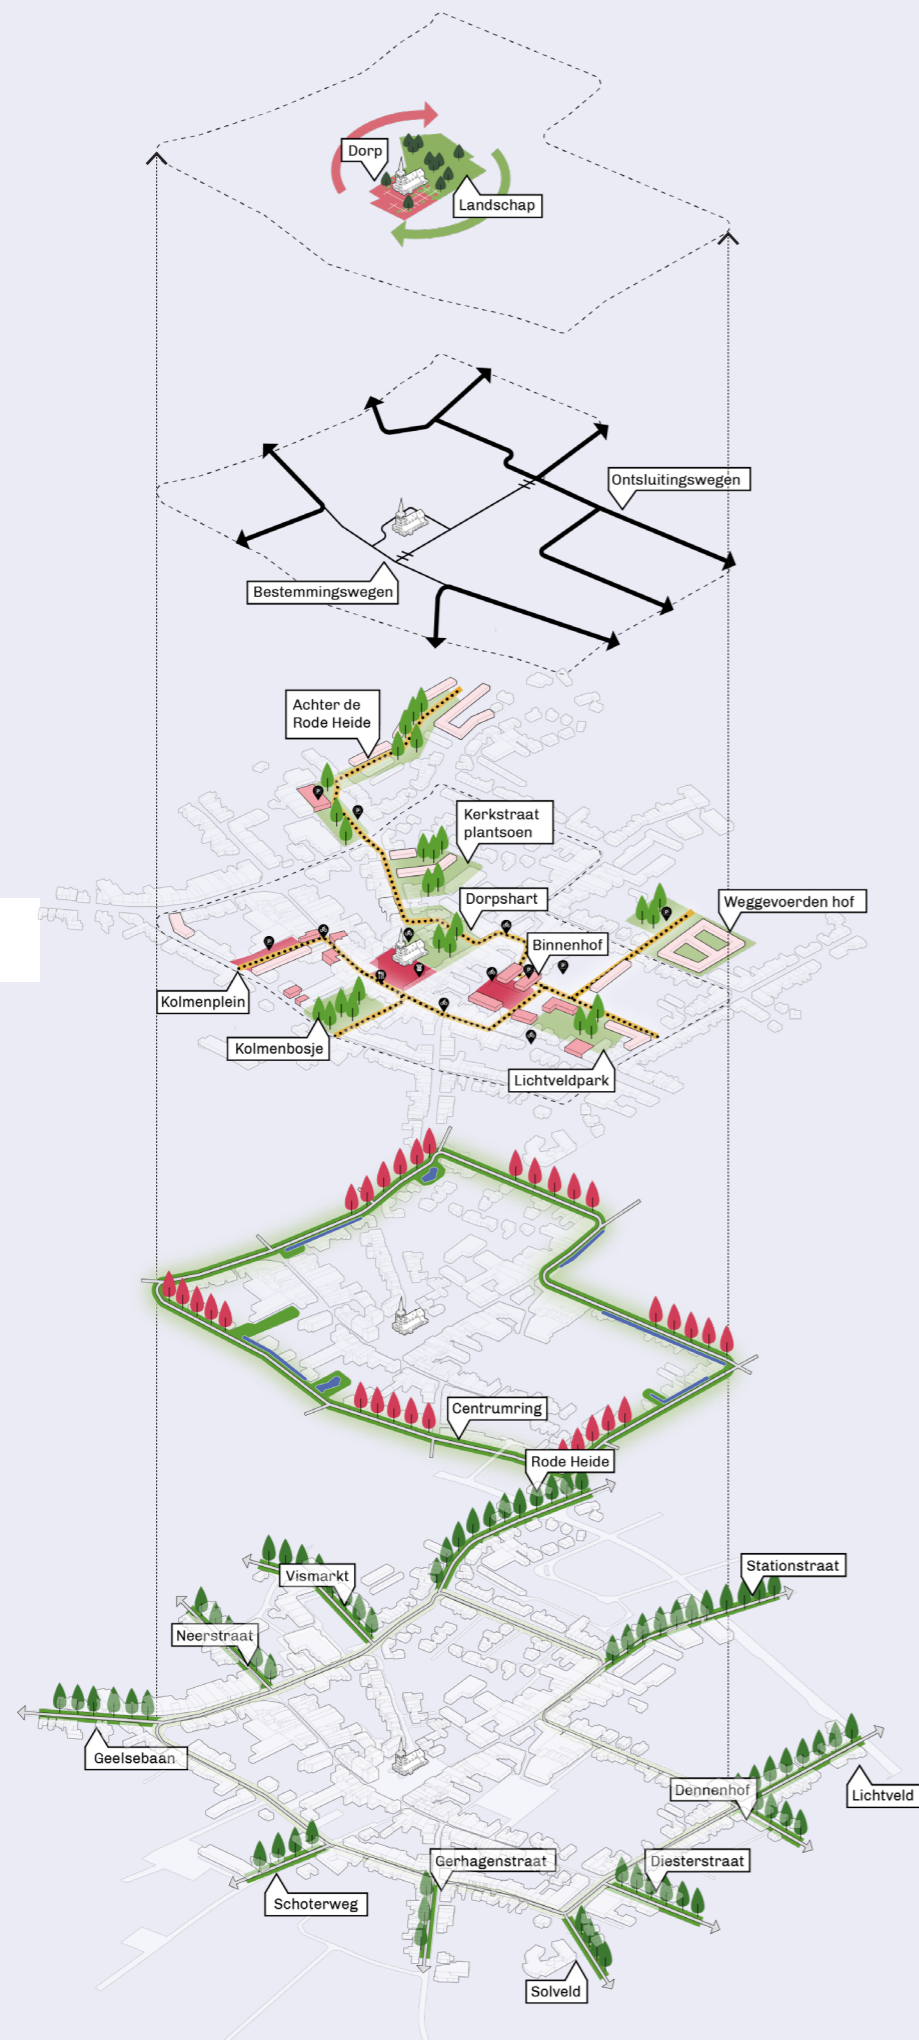 Dorp
Landschap
Ontsluitingswegen
Bestemmingswegen
Achter de
Rode Heide
Kerkstraat
plantsoen
Dorpshart
Weggevoerden hof
Binnenhof
Kolmenplein
Kolmenbosje
Lichtveldpark
Centrumring
Rode Heide
Stationstraat
Vismarkt
Neerstraat
Geelsebaan
Dennenhof
Lichtveld
Gerhagenstraat
Diesterstraat
Schoterweg
Solveld